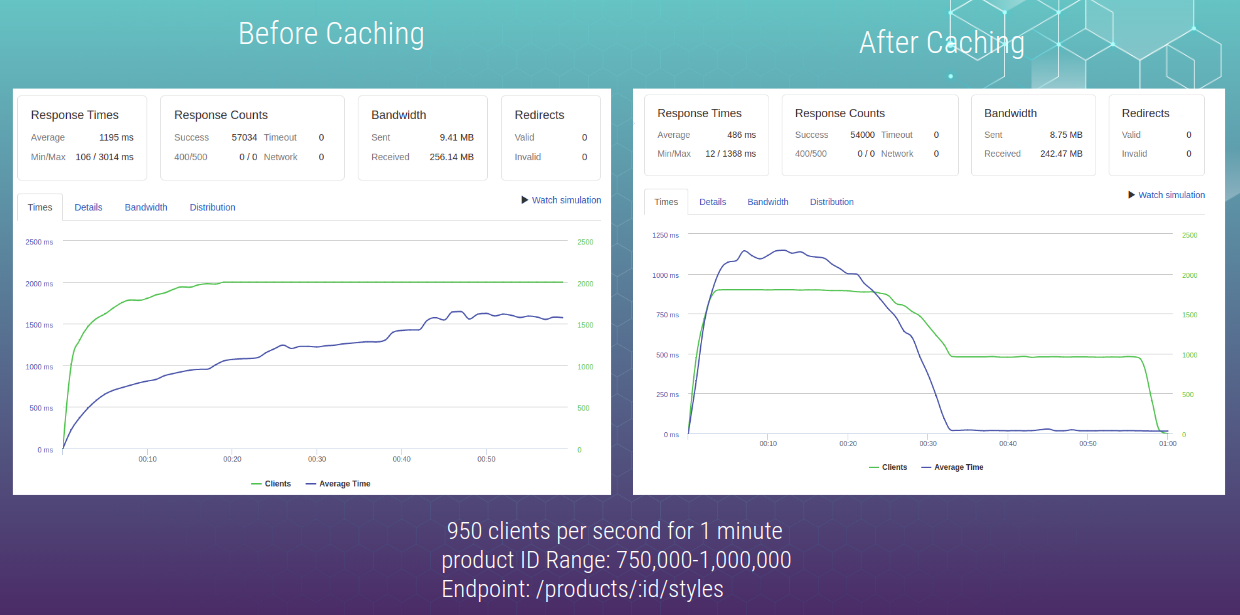 Before Caching
After Caching
Response Times
Average 1195 ms
Min/Max 106 / 3014 ms
Response Counts
Success 57034 Timeout 0
400/500 0 / 0 Network 0
Bandwidth
Sent 9.41 MB
Received 256.14 MB
Redirects
Valid 0
Invalid 0
Times Details Bandwidth Distribution
Watch simulation
2500 ms
2000 ms
1500 ms
1000 ms
500 ms
0 ms
2500
2000
1500
1000
500
0
00:10 00:20 00:30 00:40 00:50
Clients Average Time
Response Times
Average 486 ms
Min/Max 12 / 1368 ms
Response Counts
Success 54000 Timeout 0
400/500 0 / 0 Network 0
Bandwidth
Sent 8.75 MB
Received 242.47 MB
Redirects
Valid 0
Invalid 0
Times Details Bandwidth Distribution
Watch simulation
1250 ms
1000 ms
750 ms
500 ms
250 ms
0 ms
2500
2000
1500
1000
500
0
00:10 00:20 00:30 00:40 00:50 01:00
Clients Average Time
950 clients per second for 1 minute
product ID Range: 750,000-1,000,000
Endpoint: /products/:id/styles